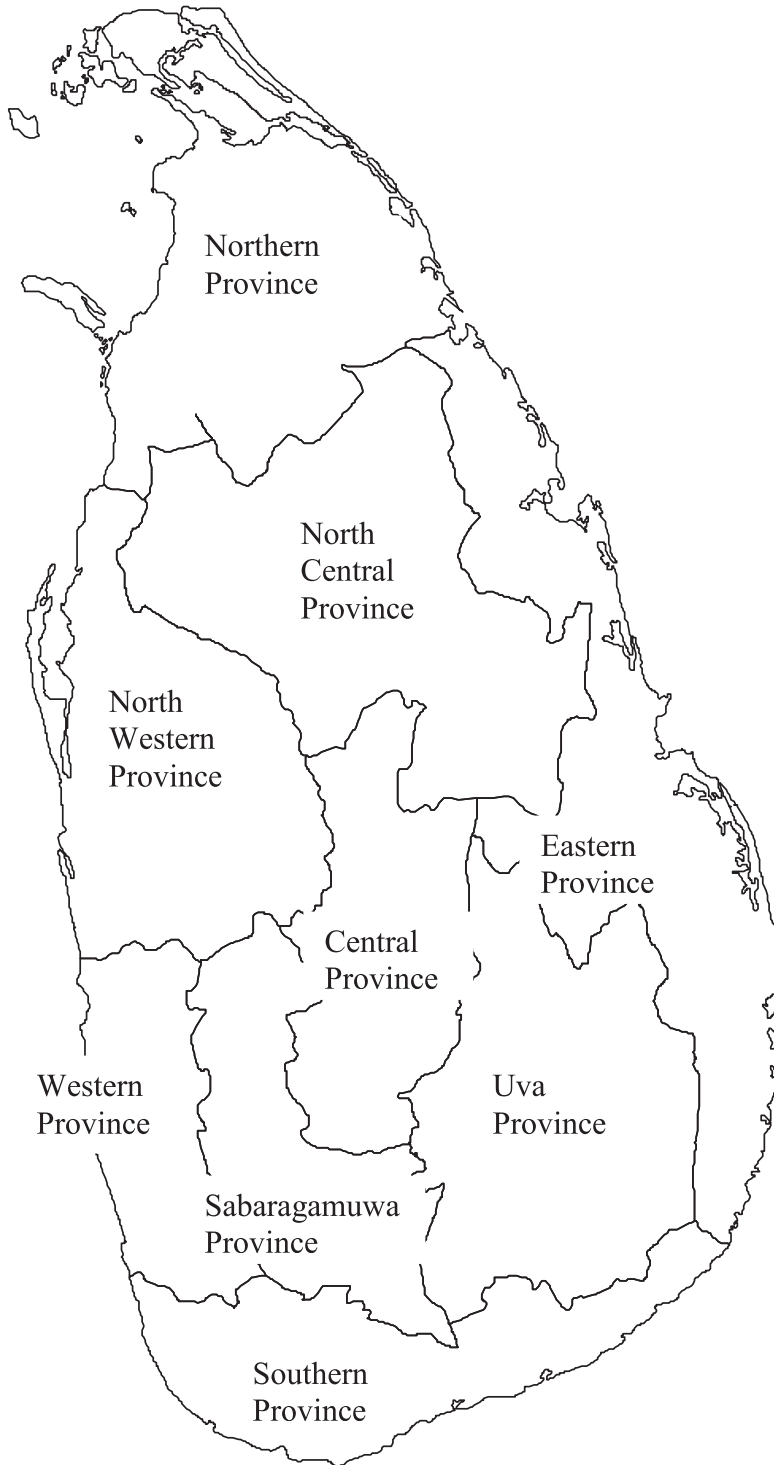 Northern
Province
North
Central
Province
North
Western
Province
Eastern
Province
Central
Province
Western
Province
Uva
Province
Sabaragamuwa
Province
Southern
Province